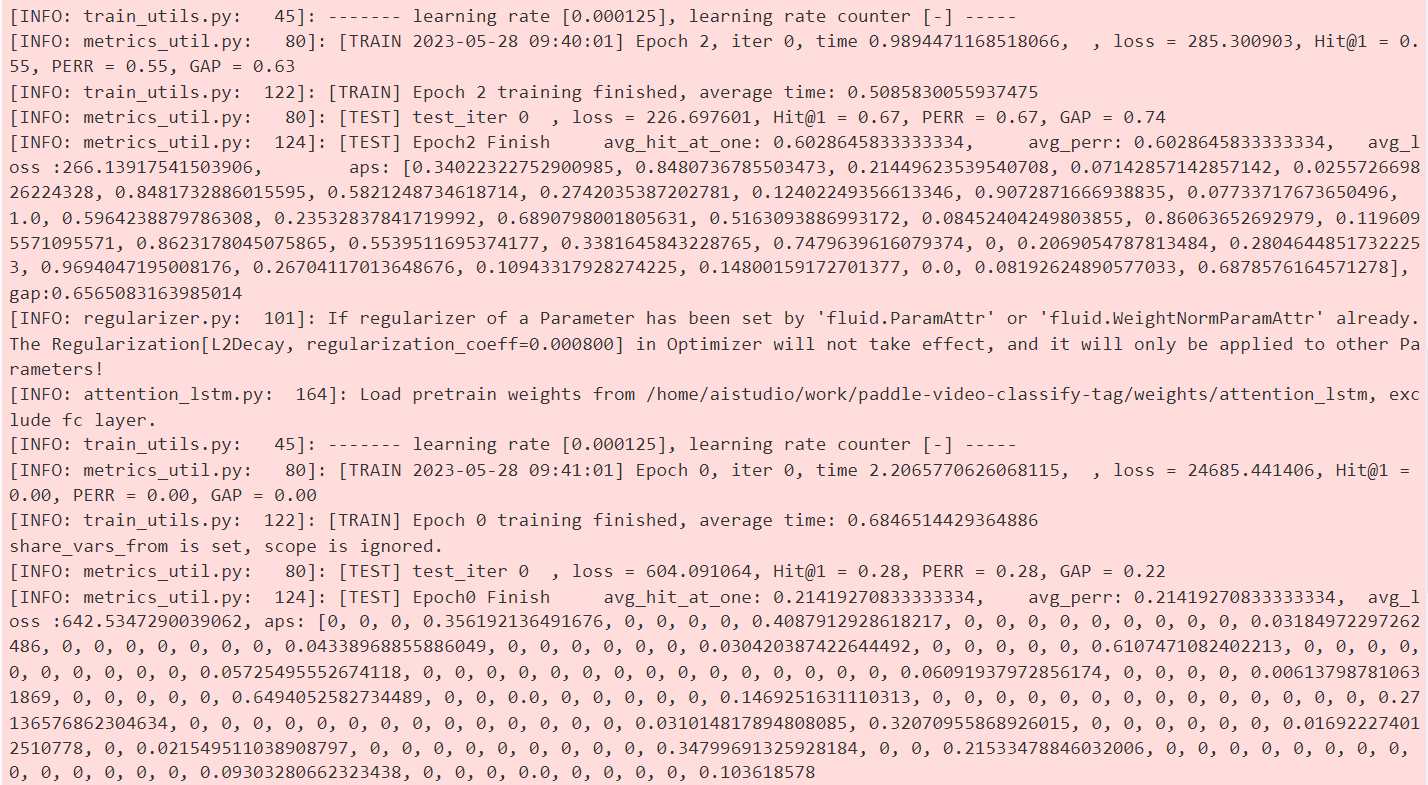 [INFO: train_utils.py:   45]: ------- learning rate [0.000125], learning rate counter [-] -----
[INFO: metrics_util.py:   80]: [TRAIN 2023-05-28 09:40:01] Epoch 2, iter 0, time 0.9894471168518066,  , loss = 285.300903, Hit@1 = 0.
55, PERR = 0.55, GAP = 0.63
[INFO: train_utils.py:  122]: [TRAIN] Epoch 2 training finished, average time: 0.5085830055937475
[INFO: metrics_util.py:   80]: [TEST] test_iter 0  , loss = 226.697601, Hit@1 = 0.67, PERR = 0.67, GAP = 0.74
[INFO: metrics_util.py:  124]: [TEST] Epoch2 Finish     avg_hit_at_one: 0.6028645833333334,     avg_perr: 0.6028645833333334,  avg_l
oss :266.13917541503906,        aps: [0.34022322752900985, 0.8480736785503473, 0.21449623539540708, 0.07142857142857142, 0.0255726698
26224328, 0.8481732886015595, 0.5821248734618714, 0.2742035387202781, 0.12402249356613346, 0.9072871666938835, 0.07733717673650496,
1.0, 0.5964238879786308, 0.23532837841719992, 0.6890798001805631, 0.5163093886993172, 0.08452404249803855, 0.86063652692979, 0.119609
5571095571, 0.8623178045075865, 0.5539511695374177, 0.3381645843228765, 0.7479639616079374, 0, 0.2069054787813484, 0.2804644851732225
3, 0.9694047195008176, 0.26704117013648676, 0.10943317928274225, 0.14800159172701377, 0.0, 0.08192624890577033, 0.6878576164571278],
gap:0.6565083163985014
[INFO: regularizer.py:  101]: If regularizer of a Parameter has been set by 'fluid.ParamAttr' or 'fluid.WeightNormParamAttr' already.
The Regularization[L2Decay, regularization_coeff=0.000800] in Optimizer will not take effect, and it will only be applied to other Pa
rameters!
[INFO: attention_lstm.py:  164]: Load pretrain weights from /home/aistudio/work/paddle-video-classify-tag/weights/attention_lstm, exc
lude fc layer.
[INFO: train_utils.py:   45]: ------- learning rate [0.000125], learning rate counter [-] -----
[INFO: metrics_util.py:   80]: [TRAIN 2023-05-28 09:41:01] Epoch 0, iter 0, time 2.2065770626068115,  , loss = 24685.441406, Hit@1 =
0.00, PERR = 0.00, GAP = 0.00
[INFO: train_utils.py:  122]: [TRAIN] Epoch 0 training finished, average time: 0.6846514429364886
share_vars_from is set, scope is ignored.
[INFO: metrics_util.py:   80]: [TEST] test_iter 0  , loss = 604.091064, Hit@1 = 0.28, PERR = 0.28, GAP = 0.22
[INFO: metrics_util.py:  124]: [TEST] Epoch0 Finish     avg_hit_at_one: 0.21419270833333334,    avg_perr: 0.21419270833333334,  avg_l
oss :642.5347290039062, aps: [0, 0, 0, 0.356192136491676, 0, 0, 0, 0, 0.4087912928618217, 0, 0, 0, 0, 0, 0, 0, 0, 0, 0.03184972297262
486, 0, 0, 0, 0, 0, 0, 0, 0.04338968855886049, 0, 0, 0, 0, 0.030420387422644492, 0, 0, 0, 0, 0, 0.6107471082402213, 0, 0, 0, 0, 0,
0, 0, 0, 0, 0, 0, 0, 0.05725495552674118, 0, 0, 0, 0, 0, 0, 0, 0, 0, 0, 0, 0, 0, 0, 0, 0.06091937972856174, 0, 0, 0, 0, 0.00613798781063
1869, 0, 0, 0, 0, 0, 0.6494052582734489, 0, 0, 0.0, 0, 0, 0, 0, 0, 0, 0.1469251631110313, 0, 0, 0, 0, 0, 0, 0, 0, 0, 0, 0, 0, 0, 0, 0.27
136576862304634, 0, 0, 0, 0, 0, 0, 0, 0, 0, 0, 0, 0, 0, 0, 0.031014817894808085, 0.32070955868926015, 0, 0, 0, 0, 0, 0, 0.01692227401
2510778, 0, 0.021549511038908797, 0, 0, 0, 0, 0, 0, 0, 0, 0, 0.34799691325928184, 0, 0, 0.21533478846032006, 0, 0, 0, 0, 0, 0, 0, 0,
0, 0, 0, 0, 0, 0, 0.09303280662323438, 0, 0, 0, 0.0, 0, 0, 0, 0, 0.103618578